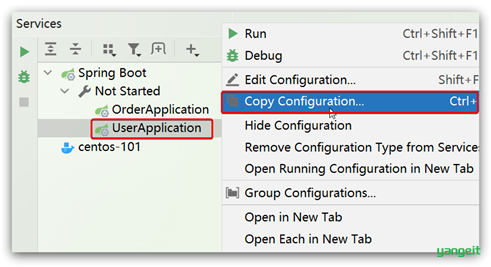 Services
Spring Boot
Not Started
OrderApplication
UserApplication
centos-101
Run Ctrl+Shift+F1
Debug Ctrl+Shift+F1
Edit Configuration... Shift+F
Copy Configuration... Ctrl+
Hide Configuration
Remove Configuration Type from Service
Open Running Configuration in New Tab
Group Configurations...
Open in New Tab
Open Each in New Tab
yangeit